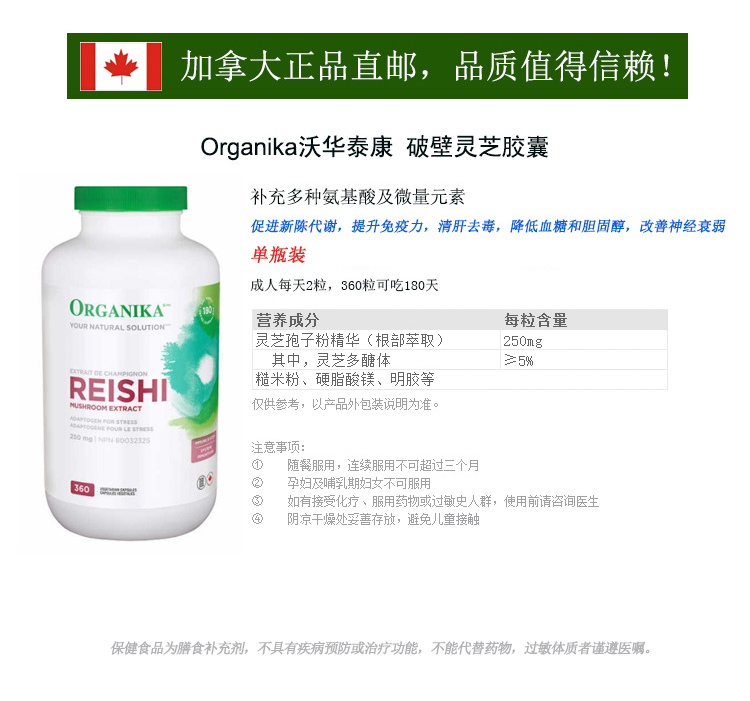 加拿大正品直邮，品质值得信赖！
Organika沃华泰康 破壁灵芝胶囊
补充多种氨基酸及微量元素
促进新陈代谢，提升免疫力，清肝去毒，降低血糖和胆固醇，改善神经衰弱
单瓶装
成人每天2粒，360粒可吃180天
ORGANIKA
YOUR NATURAL SOLUTION
180
EXTRAIT DE CHAMPIGNON
REISHI
MUSHROOM EXTRACT
ADAPTOGEN FOR STRESS
ADAPTOGÈNE POUR LE STRESS
250 mg | NPN 80032325
360
VEGETARIAN CAPSULES
CAPSULES VÉGÉTALES
营养成分 每粒含量
灵芝孢子粉精华（根部萃取） 250mg
其中，灵芝多醣体 ≥5%
糙米粉、硬脂酸镁、明胶等
仅供参考，以产品外包装说明为准。
注意事项：
① 随餐服用，连续服用不可超过三个月
② 孕妇及哺乳期妇女不可服用
③ 如有接受化疗、服用药物或过敏史人群，使用前请咨询医生
④ 阴凉干燥处妥善存放，避免儿童接触
保健食品为膳食补充剂，不具有疾病预防或治疗功能，不能代替药物，过敏体质者谨遵医嘱。